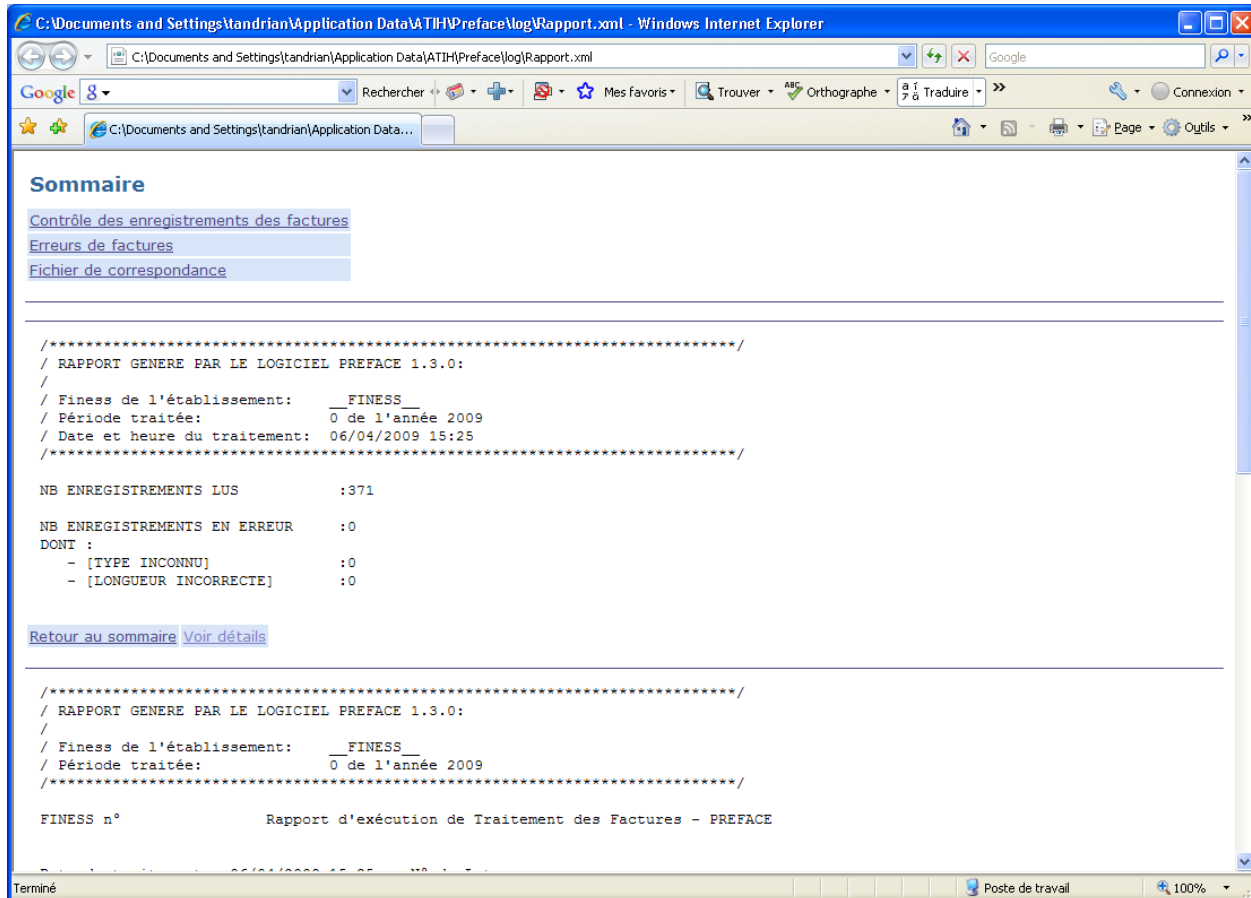 C:\Documents and Settings\tandrian\Application Data\ATIH\Preface\log\Rapport.xml - Windows Internet Explorer
C:\Documents and Settings\tandrian\Application Data\ATIH\Preface\log\Rapport.xml Google
Google Rechercher Mes favoris Trouver ABC Orthographe Traduire » Connexion
C:\Documents and Settings\tandrian\Application Data... Page Outils »
Sommaire
Contrôle des enregistrements des factures
Erreurs de factures
Fichier de correspondance
/****************************************************************************/
/ RAPPORT GENERE PAR LE LOGICIEL PREFACE 1.3.0:
/
/ Finess de l'établissement: __FINESS__
/ Période traitée: 0 de l'année 2009
/ Date et heure du traitement: 06/04/2009 15:25
/****************************************************************************/
NB ENREGISTREMENTS LUS :371
NB ENREGISTREMENTS EN ERREUR :0
DONT :
- [TYPE INCONNU] :0
- [LONGUEUR INCORRECTE] :0
Retour au sommaire Voir détails
/****************************************************************************/
/ RAPPORT GENERE PAR LE LOGICIEL PREFACE 1.3.0:
/
/ Finess de l'établissement: __FINESS__
/ Période traitée: 0 de l'année 2009
/****************************************************************************/
FINESS n° Rapport d'exécution de Traitement des Factures - PREFACE
Terminé Poste de travail 100%